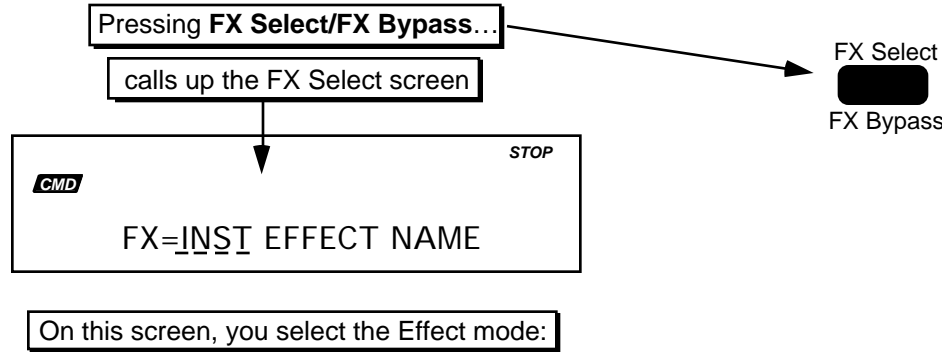 Pressing FX Select/FX Bypass…
calls up the FX Select screen
FX Select
FX Bypass
STOP
CMD
FX=INST EFFECT NAME
On this screen, you select the Effect mode: